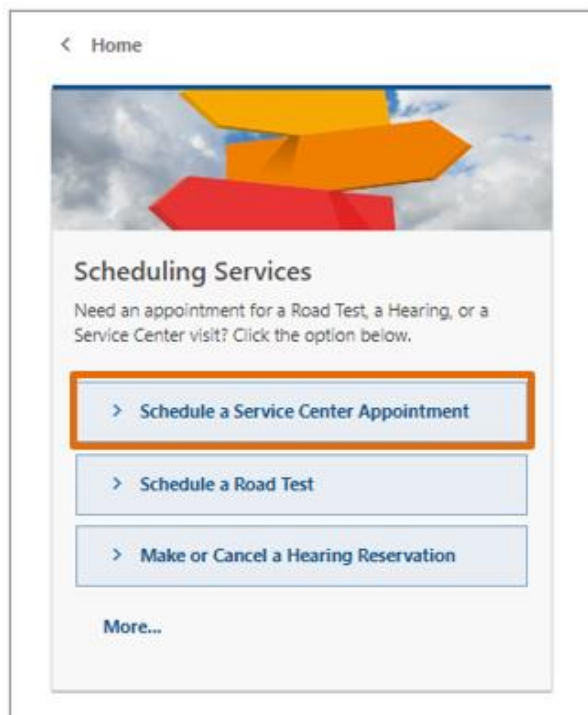 Home
Scheduling Services
Need an appointment for a Road Test, a Hearing, or a
Service Center visit? Click the option below.
Schedule a Service Center Appointment
Schedule a Road Test
Make or Cancel a Hearing Reservation
More...